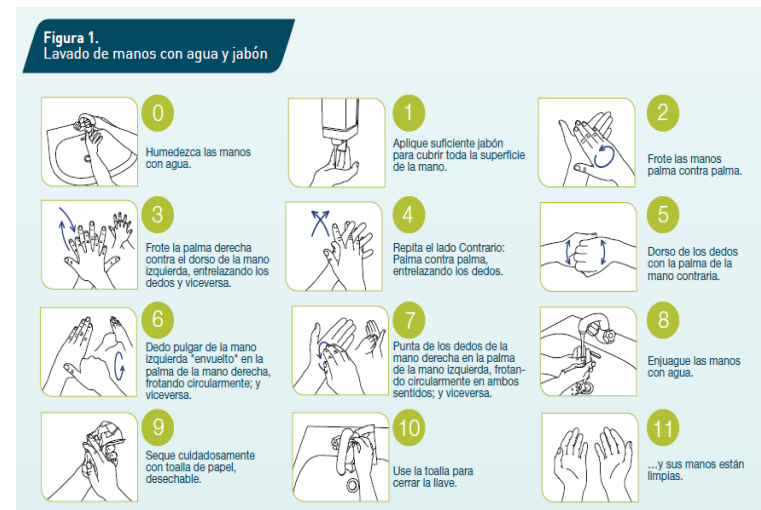 Figura 1.
Lavado de manos con agua y jabón
0
Humedezca las manos
con agua.
1
Aplique suficiente jabón
para cubrir toda la superficie
de la mano.
2
Frote las manos
palma contra palma.
3
Frote la palma derecha
contra el dorso de la mano
izquierda, entrelazando los
dedos y viceversa.
4
Repita el lado Contrario:
Palma contra palma,
entrelazando los dedos.
5
Dorso de los dedos
con la palma de la
mano contraria.
6
Dedo pulgar de la mano
izquierda "envuelto" en la
palma de la mano derecha,
frotando circularmente; y
viceversa.
7
Punta de los dedos de la
mano derecha en la palma
de la mano izquierda, frotan-
do circularmente en ambos
sentidos; y viceversa.
8
Enjuague las manos
con agua.
9
Seque cuidadosamente
con toalla de papel,
desechable.
10
Use la toalla para
cerrar la llave.
11
...y sus manos están
limpias.